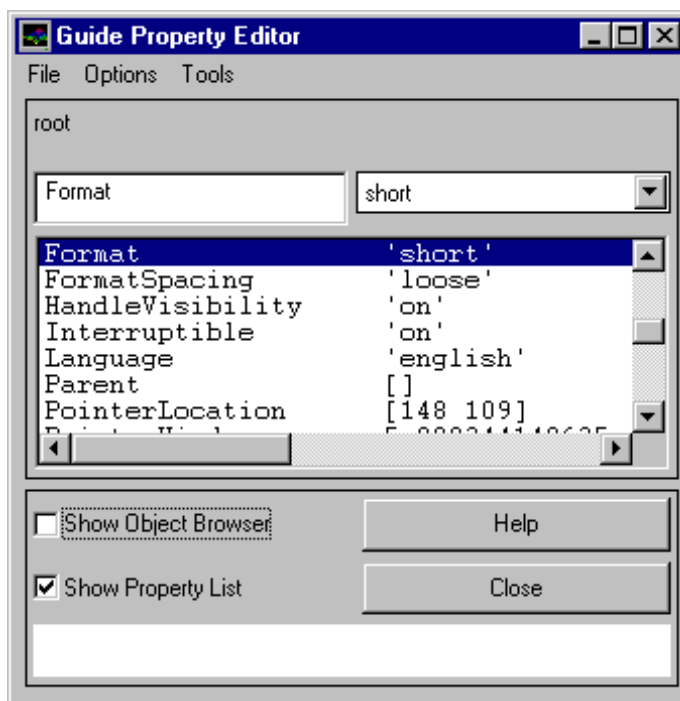 Guide Property Editor
File Options Tools
root
Format short
Format 'short'
FormatSpacing 'loose'
HandleVisibility 'on'
Interruptible 'on'
Language 'english'
Parent []
PointerLocation [148 109]
Show Object Browser Help
Show Property List Close